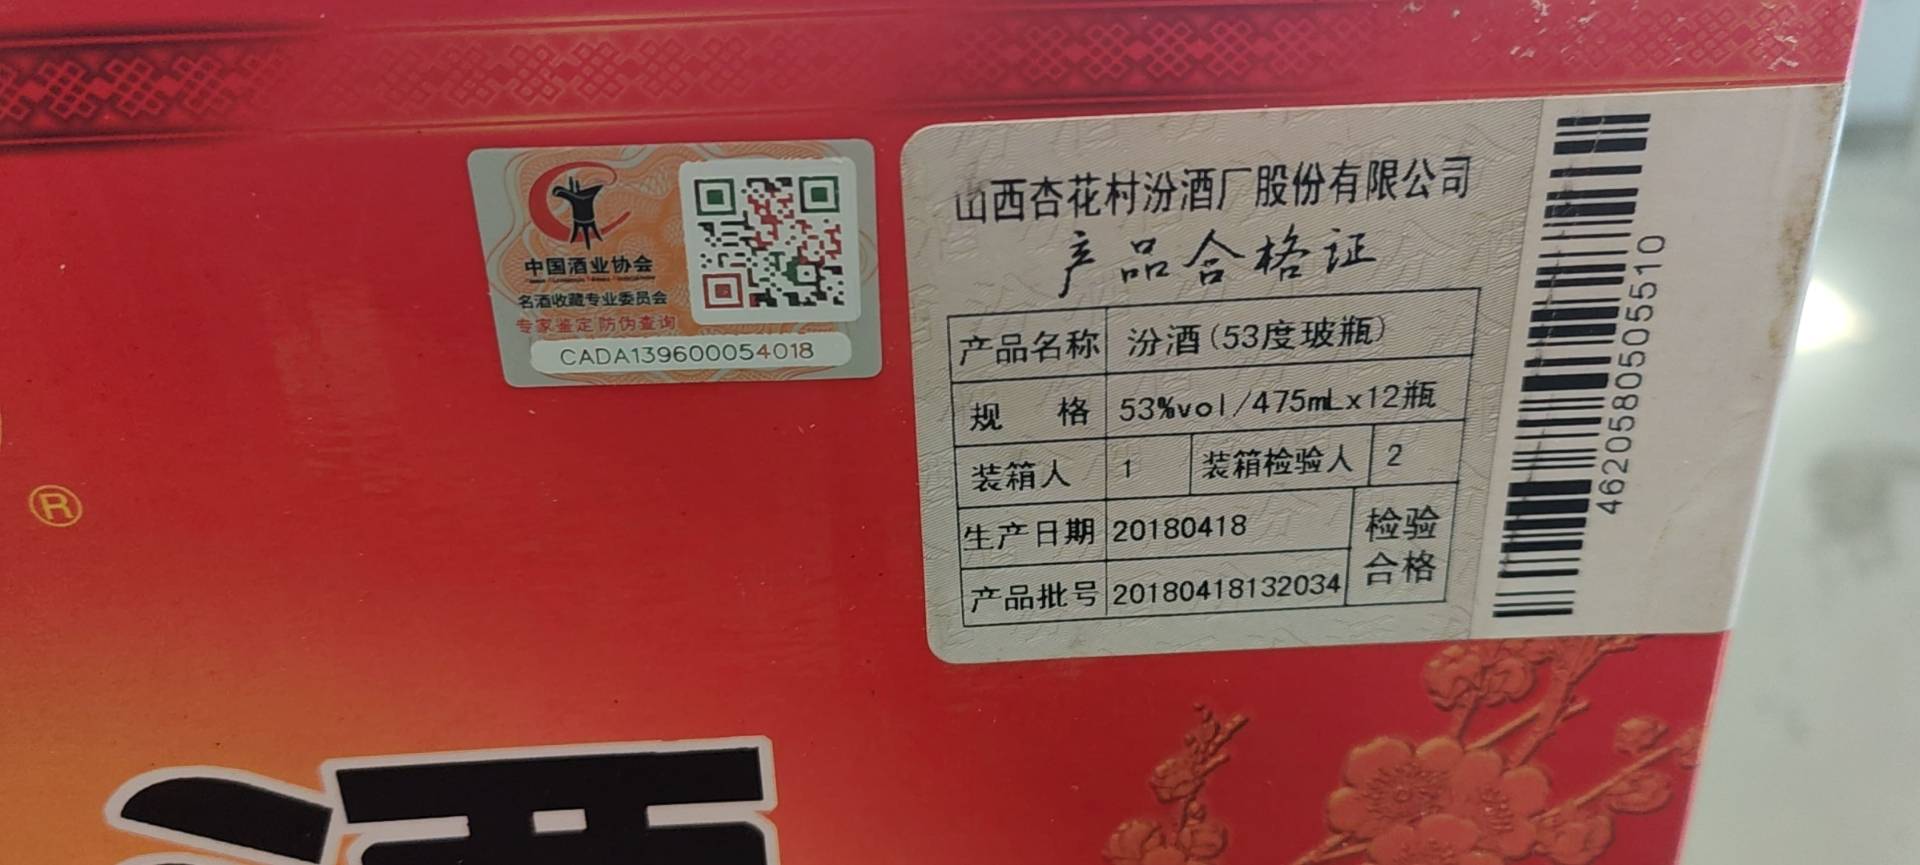 中国酒业协会
名酒收藏专业委员会
专家鉴定 防伪查询
CADA139600054018
山西杏花村汾酒厂股份有限公司
产品合格证
产品名称 汾酒(53度玻瓶)
规 格 53%vol/475mLx12瓶
装箱人 1 装箱检验人 2
生产日期 20180418 检验
产品批号 20180418132034 合格
4620580505510
®
酒